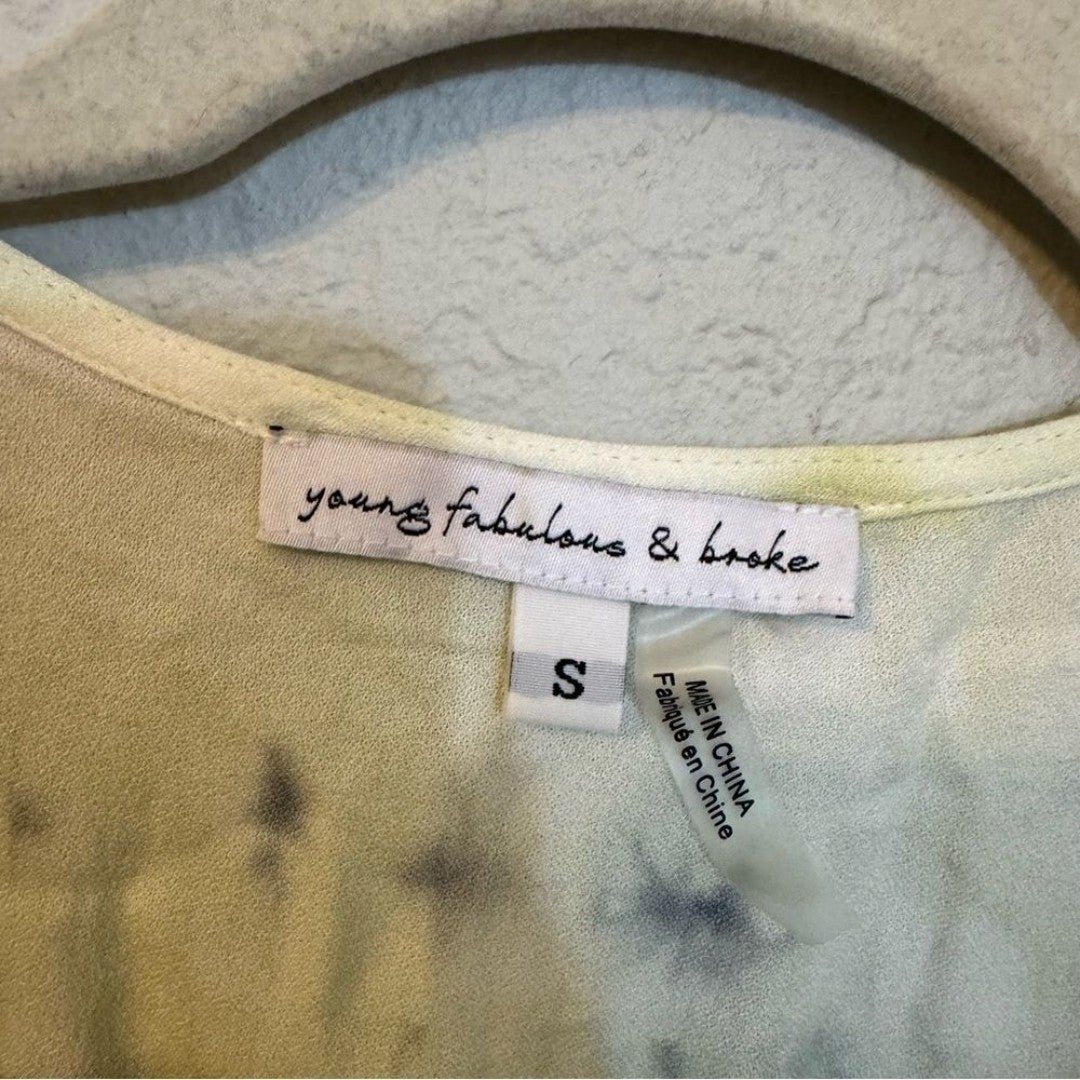 young fabulous & broke
S
MADE IN CHINA
Fabriqué en Chine